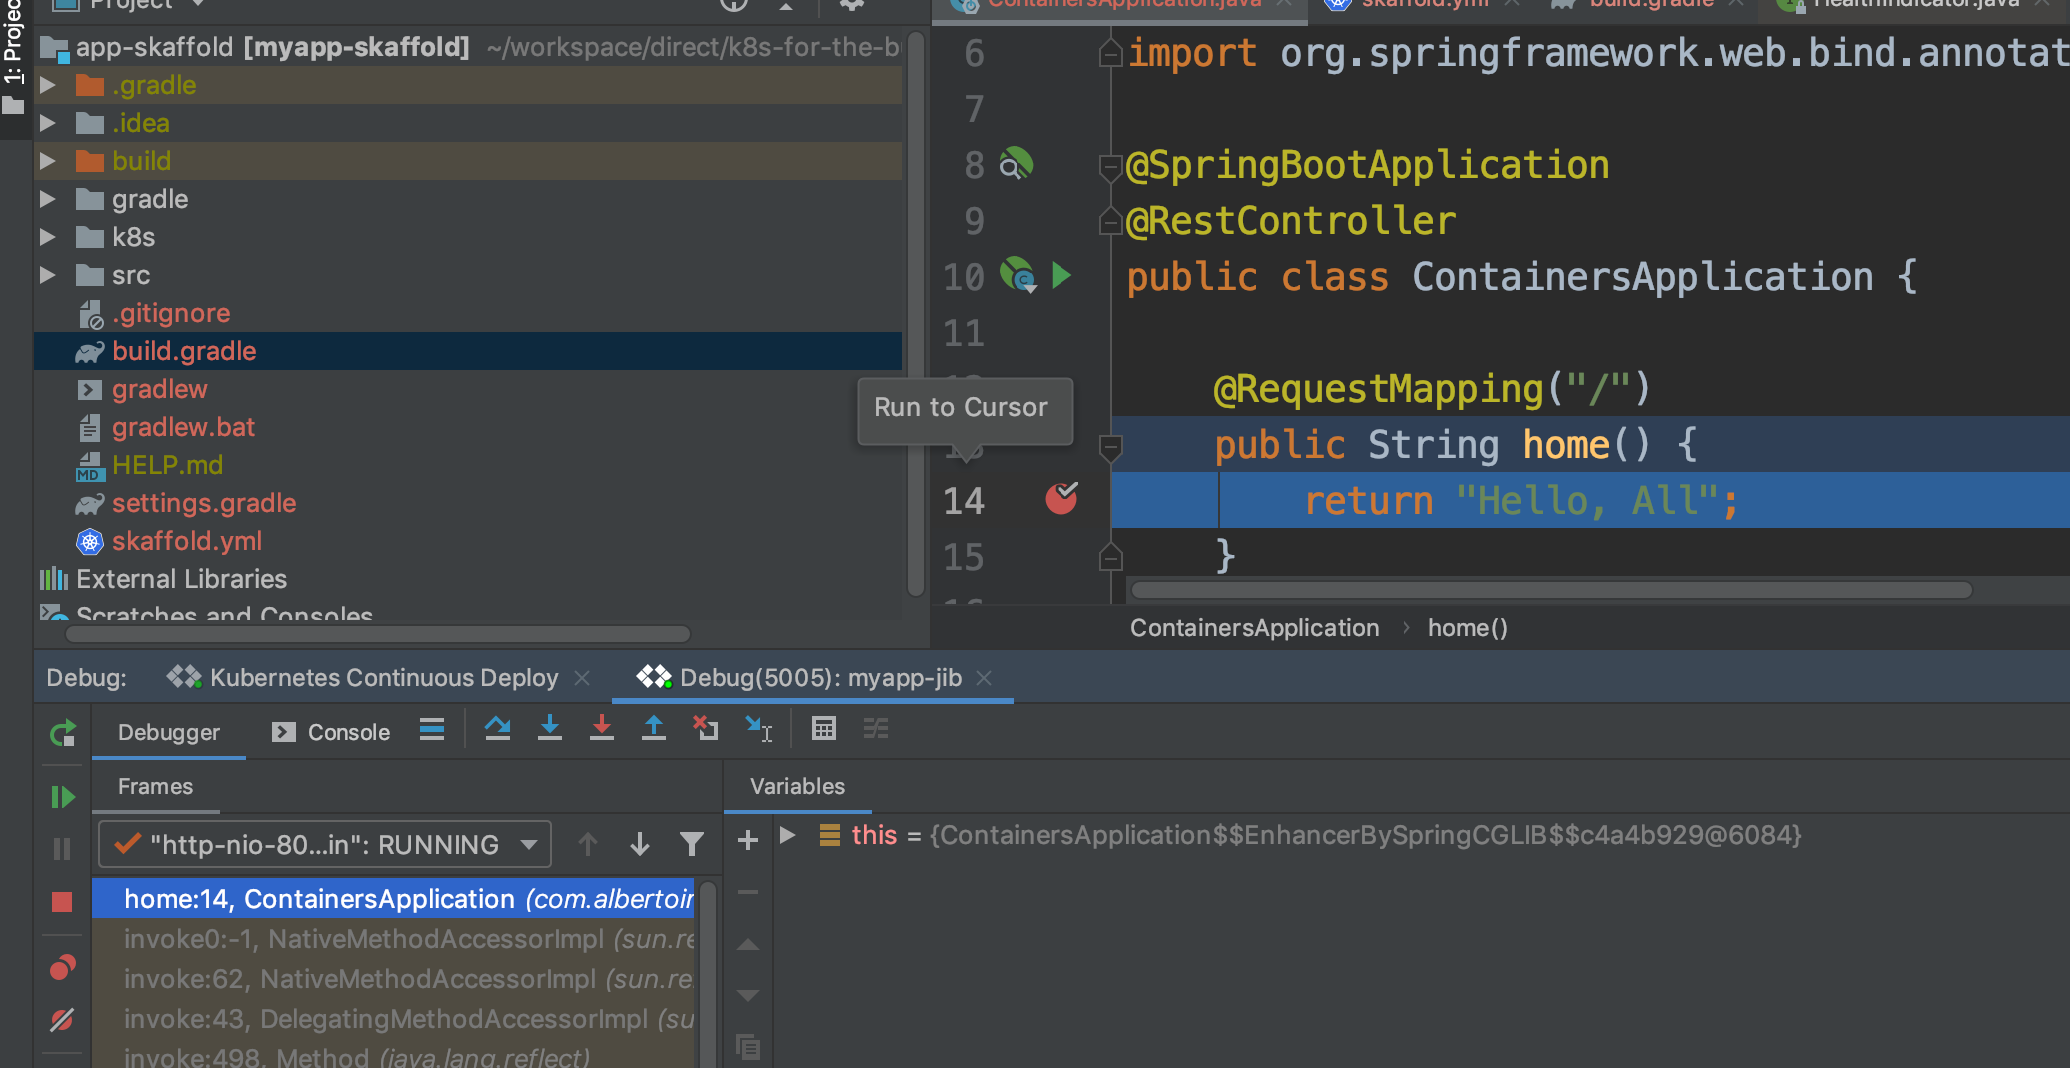 1: Project
Project
app-skaffold [myapp-skaffold] ~/workspace/direct/k8s-for-the-b
.gradle
.idea
build
gradle
k8s
src
.gitignore
build.gradle
gradlew
gradlew.bat
HELP.md
settings.gradle
skaffold.yml
External Libraries
Scratches and Consoles
ContainersApplication.java
skaffold.yml
build.gradle
HealthIndicator.java
6 import org.springframework.web.bind.annotat
7
8 @SpringBootApplication
9 @RestController
10 public class ContainersApplication {
11
@RequestMapping("/")
Run to Cursor
13 public String home() {
14 return "Hello, All";
15 }
ContainersApplication › home()
Debug: Kubernetes Continuous Deploy Debug(5005): myapp-jib
Debugger Console
Frames
"http-nio-80...in": RUNNING
home:14, ContainersApplication (com.albertoir
invoke0:-1, NativeMethodAccessorImpl (sun.re
invoke:62, NativeMethodAccessorImpl (sun.re
invoke:43, DelegatingMethodAccessorImpl (su
invoke:498, Method (java.lang.reflect)
Variables
this = {ContainersApplication$$EnhancerBySpringCGLIB$$c4a4b929@6084}